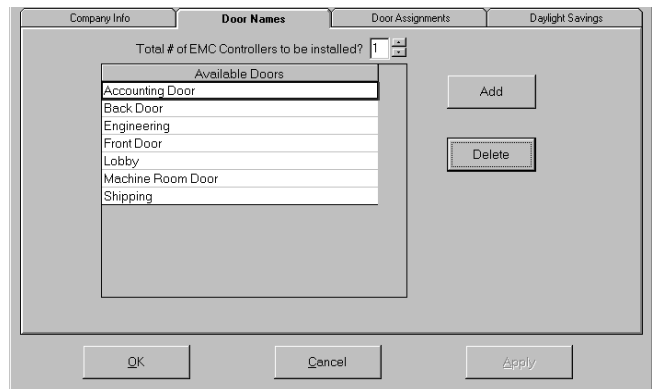 Company Info Door Names Door Assignments Daylight Savings
Total # of EMC Controllers to be installed? 1
Available Doors
Accounting Door
Back Door
Engineering
Front Door
Lobby
Machine Room Door
Shipping
Add
Delete
OK Cancel Apply